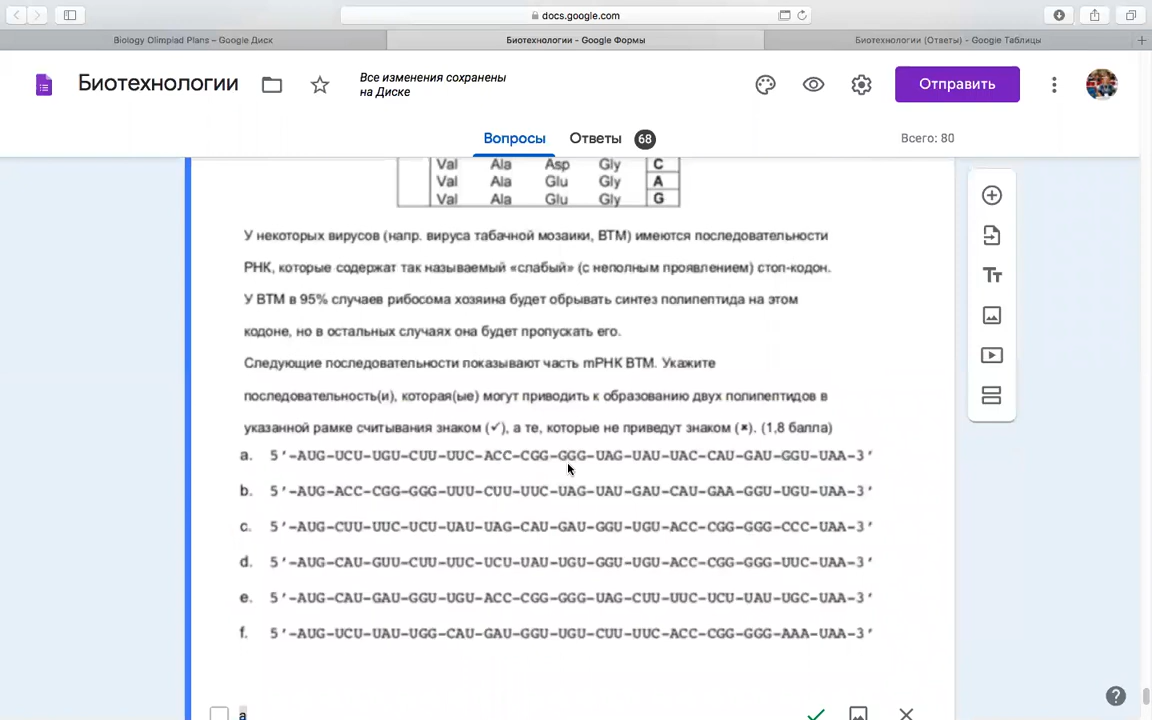 docs.google.com
Biology Olimpiad Plans – Google Диск
Биотехнологии - Google Формы
Биотехнологии (Ответы) - Google Таблицы
Биотехнологии
Все изменения сохранены
на Диске
Отправить
Вопросы
Ответы
68
Всего: 80
Val Ala Asp Gly C
Val Ala Glu Gly A
Val Ala Glu Gly G
У некоторых вирусов (напр. вируса табачной мозаики, ВТМ) имеются последовательности
РНК, которые содержат так называемый «слабый» (с неполным проявлением) стоп-кодон.
У ВТМ в 95% случаев рибосома хозяина будет обрывать синтез полипептида на этом
кодоне, но в остальных случаях она будет пропускать его.
Следующие последовательности показывают часть mРНК ВТМ. Укажите
последовательность(и), которая(ые) могут приводить к образованию двух полипептидов в
указанной рамке считывания знаком (✓), а те, которые не приведут знаком (×). (1,8 балла)
a. 5'-AUG-UCU-UGU-CUU-UUC-ACC-CGG-GGG-UAG-UAU-UAC-CAU-GAU-GGU-UAA-3'
b. 5'-AUG-ACC-CGG-GGG-UUU-CUU-UUC-UAG-UAU-GAU-CAU-GAA-GGU-UGU-UAA-3'
c. 5'-AUG-CUU-UUC-UCU-UAU-UAG-CAU-GAU-GGU-UGU-ACC-CGG-GGG-CCC-UAA-3'
d. 5'-AUG-CAU-GUU-CUU-UUC-UCU-UAU-UGU-GGU-UGU-ACC-CGG-GGG-UUC-UAA-3'
e. 5'-AUG-CAU-GAU-GGU-UGU-ACC-CGG-GGG-UAG-CUU-UUC-UCU-UAU-UGC-UAA-3'
f. 5'-AUG-UCU-UAU-UGG-CAU-GAU-GGU-UGU-CUU-UUC-ACC-CGG-GGG-AAA-UAA-3'
a